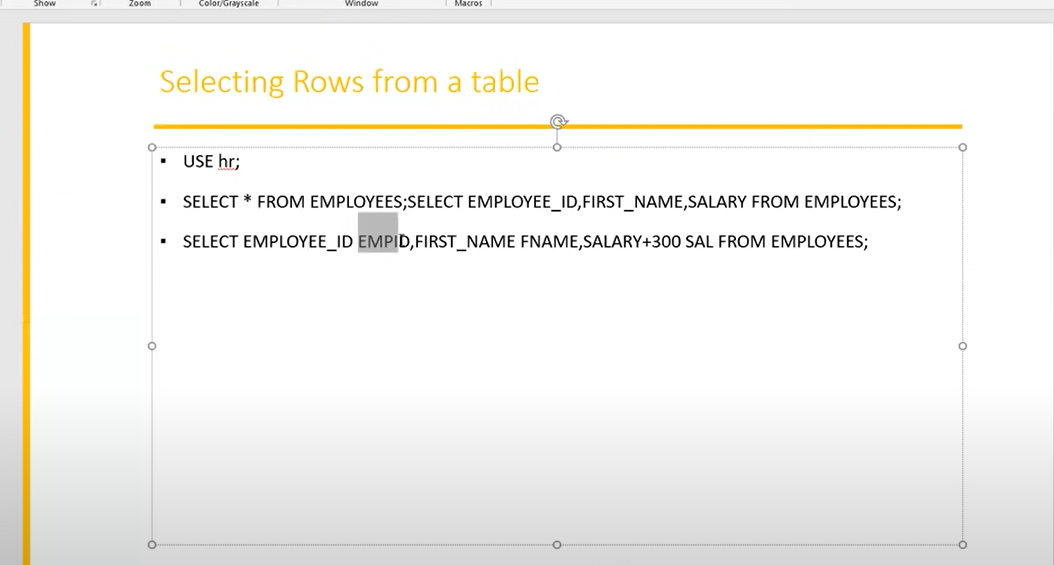 Show Zoom Color/Grayscale Window Macros
Selecting Rows from a table
▪ USE hr;
▪ SELECT * FROM EMPLOYEES;SELECT EMPLOYEE_ID,FIRST_NAME,SALARY FROM EMPLOYEES;
▪ SELECT EMPLOYEE_ID EMPID,FIRST_NAME FNAME,SALARY+300 SAL FROM EMPLOYEES;